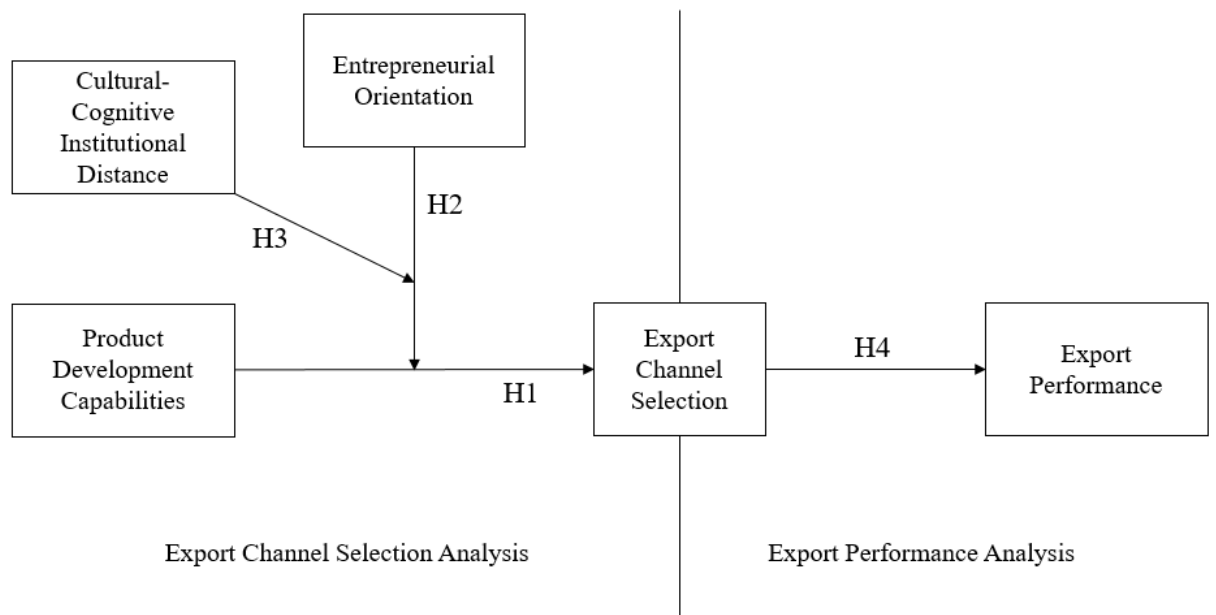 Cultural-
Cognitive
Institutional
Distance
Entrepreneurial
Orientation
H2
H3
Product
Development
Capabilities
H1
Export
Channel
Selection
H4
Export
Performance
Export Channel Selection Analysis
Export Performance Analysis